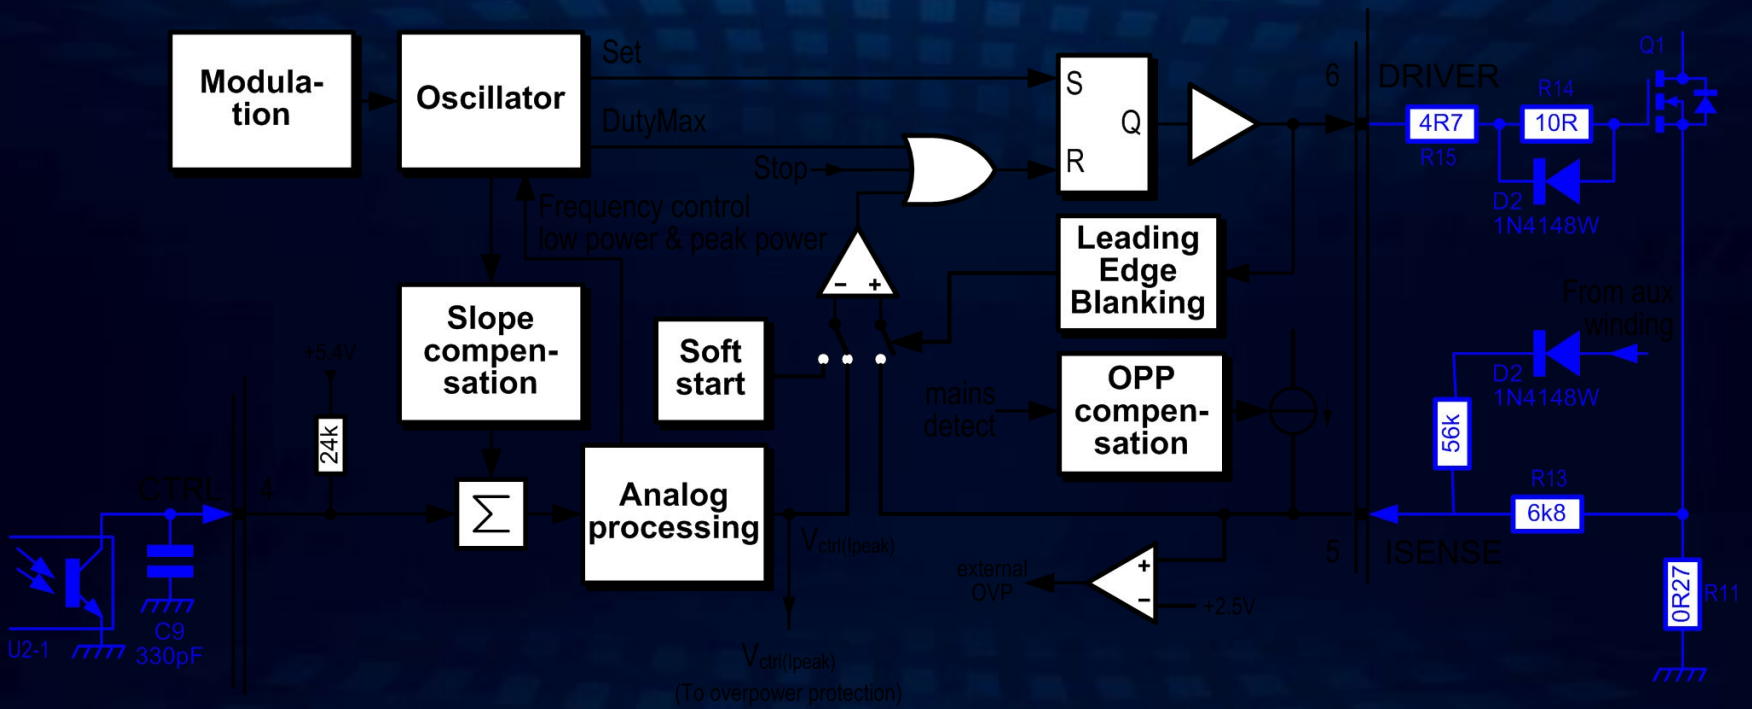 Modula-
tion
Oscillator
Set
DutyMax
Stop
Frequency control
low power & peak power
S
Q
R
6
DRIVER
4R7
R15
R14
10R
Q1
D2
1N4148W
Leading
Edge
Blanking
From aux
winding
D2
1N4148W
Slope
compen-
sation
+5.4V
24k
Soft
start
- +
mains
detect
OPP
compen-
sation
56k
CTRL
4
Σ
Analog
processing
Vctrl(Ipeak)
R13
6k8
5
ISENSE
external
OVP
+
-
+2.5V
0R27
R11
U2-1
C9
330pF
Vctrl(Ipeak)
(To overpower protection)